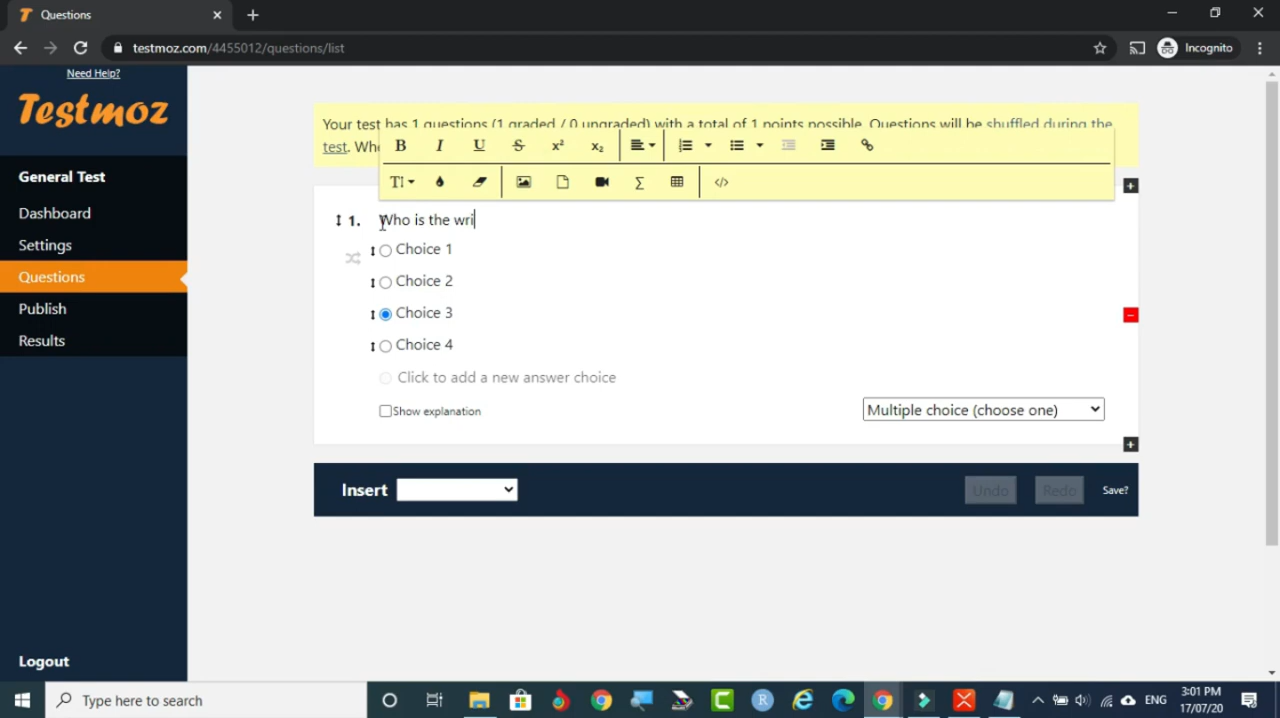 Questions
testmoz.com/4455012/questions/list
Incognito
Need Help?
Testmoz
General Test
Dashboard
Settings
Questions
Publish
Results
Logout
Your test has 1 questions (1 graded / 0 ungraded) with a total of 1 points possible. Questions will be shuffled during the
test. Who
B I U S x² x₂
1. Who is the wri
Choice 1
Choice 2
Choice 3
Choice 4
Click to add a new answer choice
Show explanation
Multiple choice (choose one)
Insert
Undo Redo Save?
Type here to search
ENG
3:01 PM
17/07/20